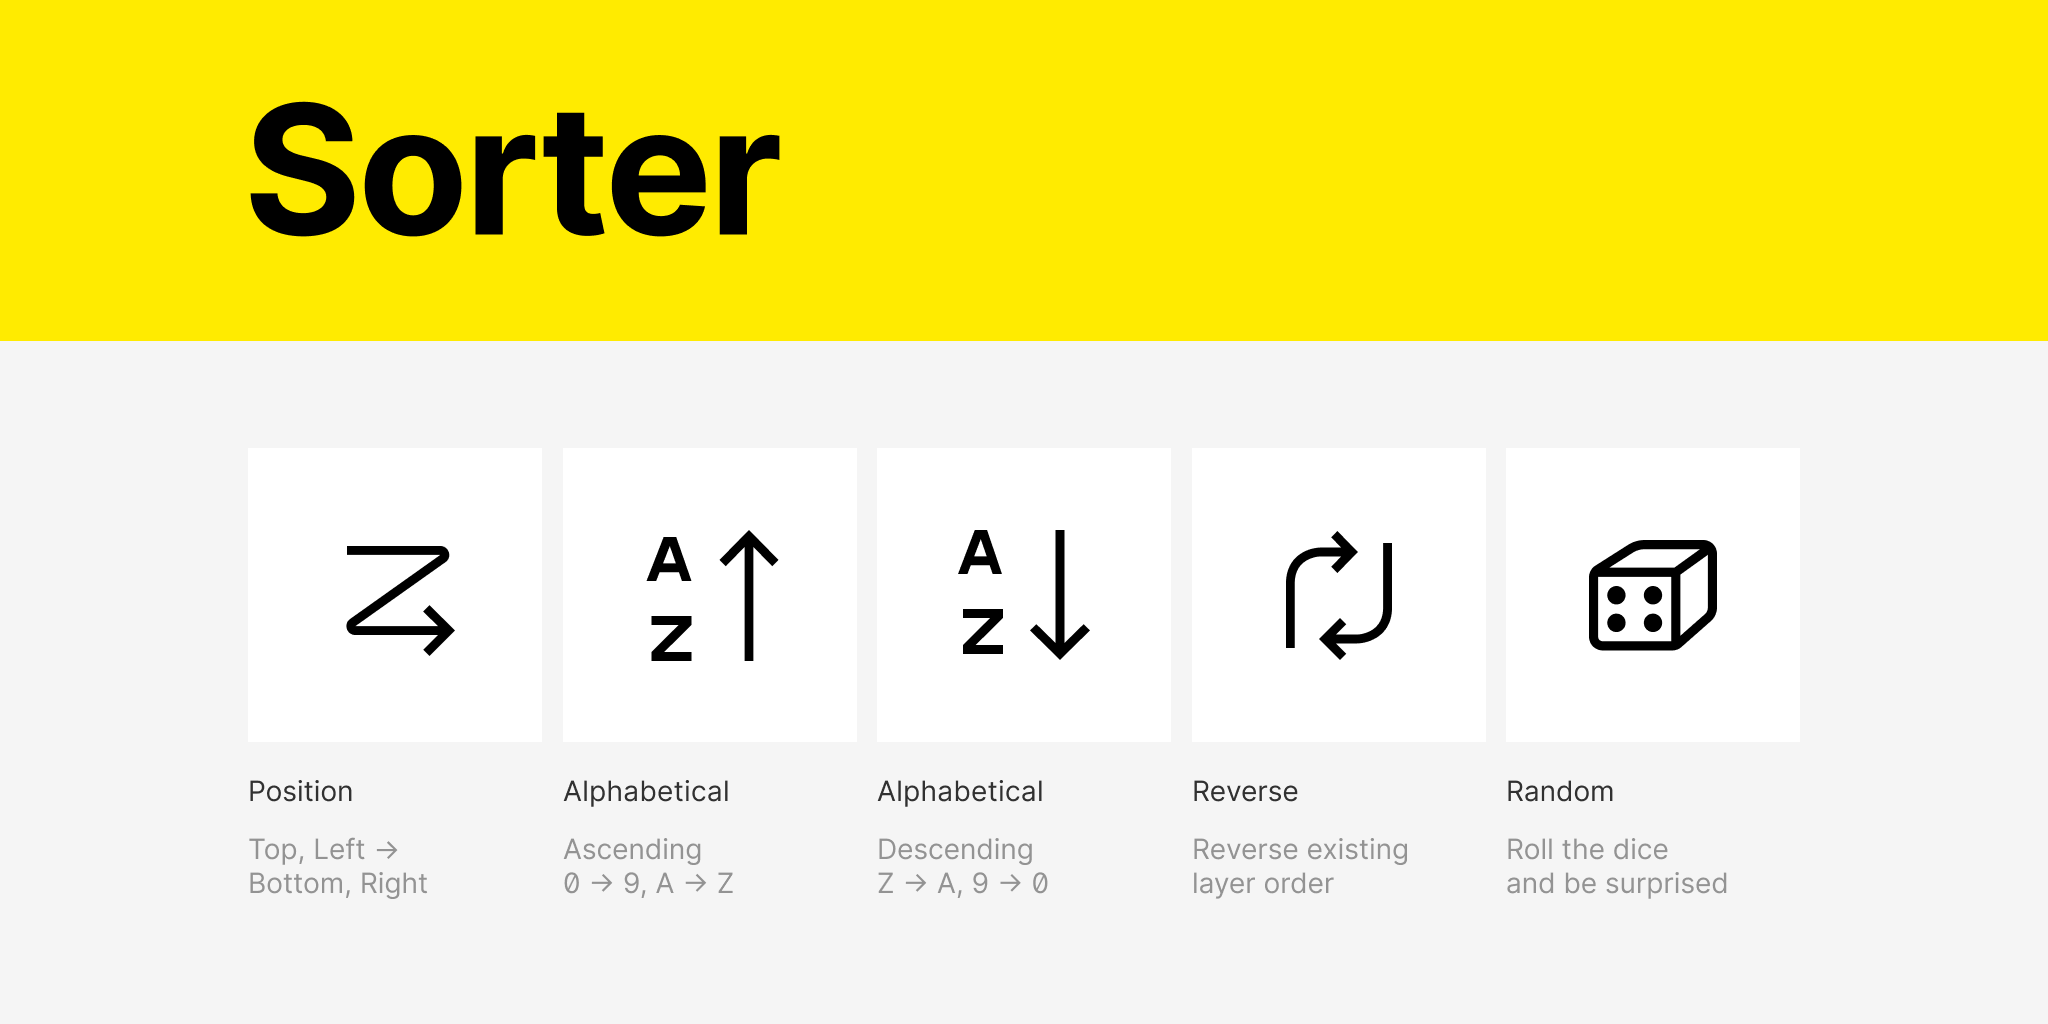 Sorter
A
Z
A
Z
Position
Top, Left →
Bottom, Right
Alphabetical
Ascending
0 → 9, A → Z
Alphabetical
Descending
Z → A, 9 → 0
Reverse
Reverse existing
layer order
Random
Roll the dice
and be surprised